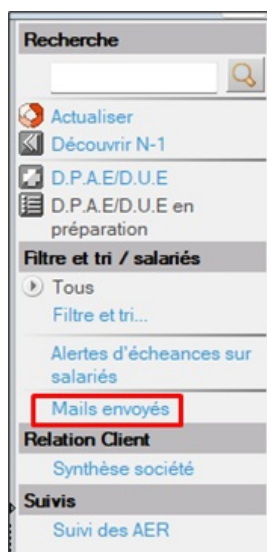 Recherche
Actualiser
Découvrir N-1
D.P.A.E/D.U.E
D.P.A.E/D.U.E en
préparation
Filtre et tri / salariés
Tous
Filtre et tri...
Alertes d'écheances sur
salariés
Mails envoyés
Relation Client
Synthèse société
Suivis
Suivi des AER